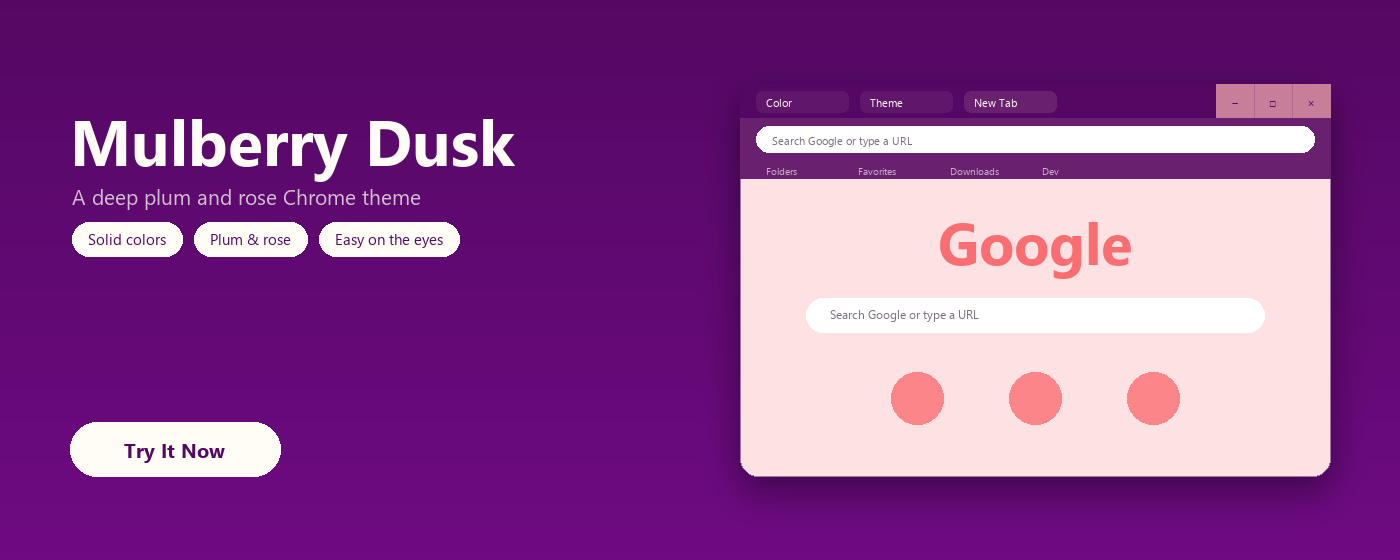 Mulberry Dusk
A deep plum and rose Chrome theme
Solid colors Plum & rose Easy on the eyes
Try It Now
Color Theme New Tab
Search Google or type a URL
Folders Favorites Downloads Dev
Google
Search Google or type a URL